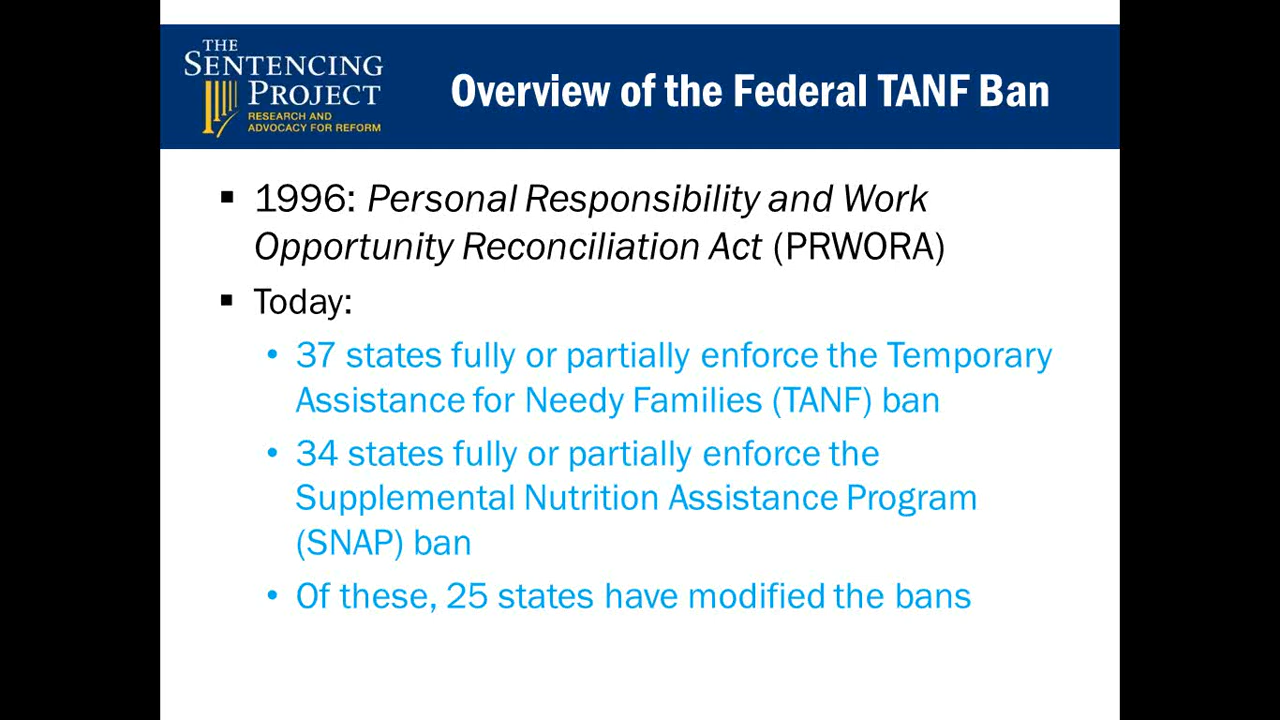 THE
SENTENCING
PROJECT
RESEARCH AND
ADVOCACY FOR REFORM
Overview of the Federal TANF Ban
▪ 1996: Personal Responsibility and Work
Opportunity Reconciliation Act (PRWORA)
▪ Today:
• 37 states fully or partially enforce the Temporary
Assistance for Needy Families (TANF) ban
• 34 states fully or partially enforce the
Supplemental Nutrition Assistance Program
(SNAP) ban
• Of these, 25 states have modified the bans